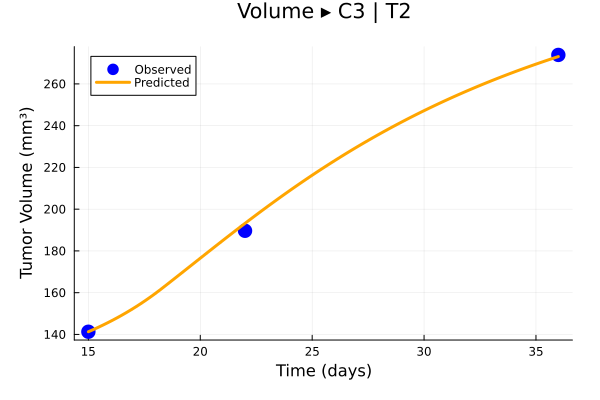 Volume ▸ C3 | T2
Observed
Predicted
Tumor Volume (mm³)
260
240
220
200
180
160
140
15 20 25 30 35
Time (days)